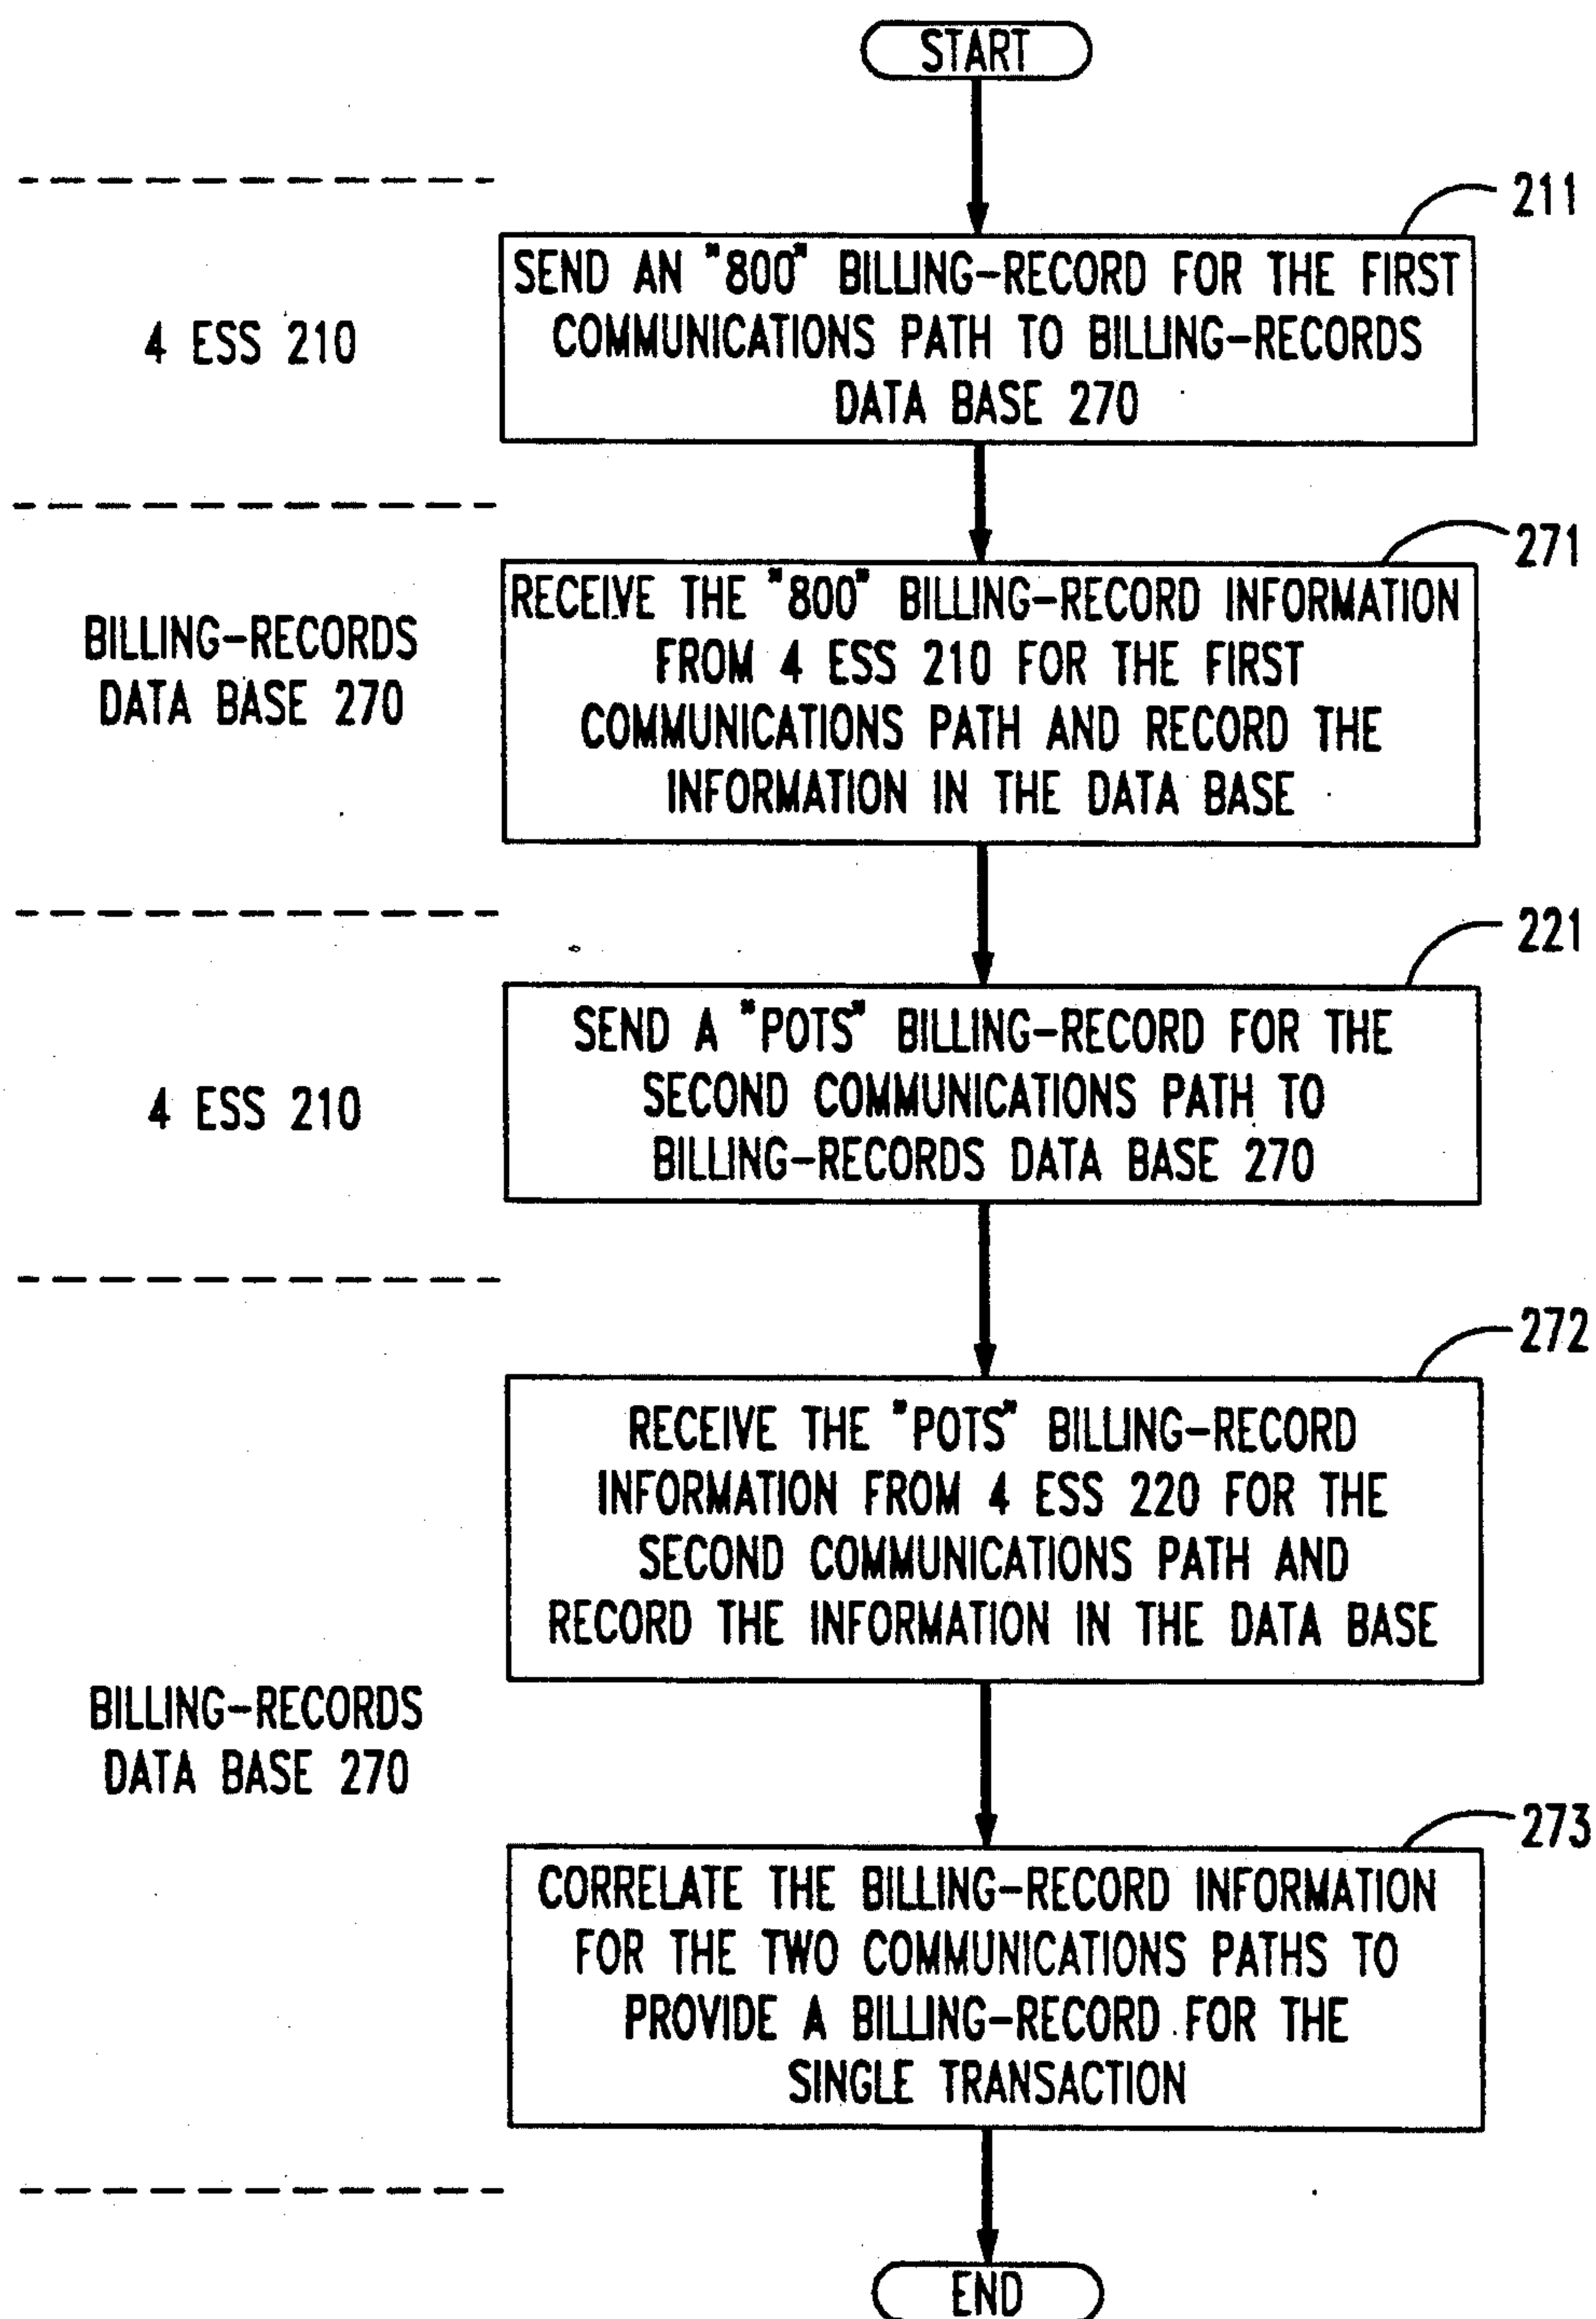 START
211
SEND AN "800" BILLING-RECORD FOR THE FIRST
COMMUNICATIONS PATH TO BILLING-RECORDS
DATA BASE 270
4 ESS 210
271
RECEIVE THE "800" BILLING-RECORD INFORMATION
FROM 4 ESS 210 FOR THE FIRST
COMMUNICATIONS PATH AND RECORD THE
INFORMATION IN THE DATA BASE
BILLING-RECORDS
DATA BASE 270
221
SEND A "POTS" BILLING-RECORD FOR THE
SECOND COMMUNICATIONS PATH TO
BILLING-RECORDS DATA BASE 270
4 ESS 210
272
RECEIVE THE "POTS" BILLING-RECORD
INFORMATION FROM 4 ESS 220 FOR THE
SECOND COMMUNICATIONS PATH AND
RECORD THE INFORMATION IN THE DATA BASE
BILLING-RECORDS
DATA BASE 270
273
CORRELATE THE BILLING-RECORD INFORMATION
FOR THE TWO COMMUNICATIONS PATHS TO
PROVIDE A BILLING-RECORD FOR THE
SINGLE TRANSACTION
END